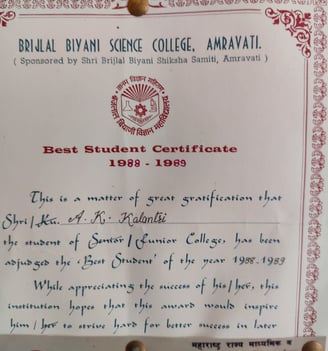 BRIJLAL BIYANI SCIENCE COLLEGE, AMRAVATI.
( Sponsored by Shri Brijlal Biyani Shiksha Samiti, Amravati )
Best Student Certificate
1988 - 1989
This is a matter of great gratification that
Shri/Ku. A. K. Kalantri
the student of Senior/Junior College, has been
adjudged the 'Best Student' of the year 1988-1989
While appreciating the success of his/her, this
institution hopes that this award would inspire
him/her to strive hard for better success in later
महाराष्ट्र राज्य माध्यमिक व